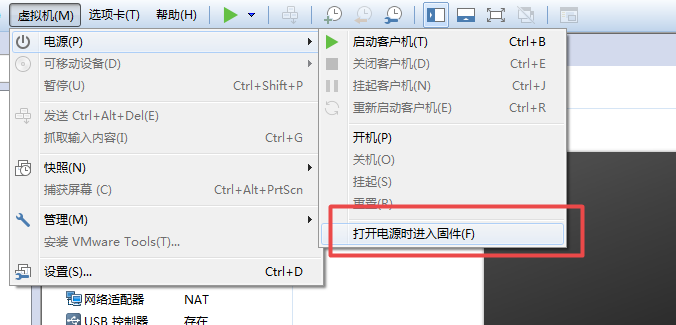 虚拟机(M) 选项卡(T) 帮助(H)
电源(P)
可移动设备(D)
暂停(U) Ctrl+Shift+P
发送 Ctrl+Alt+Del(E)
抓取输入内容(I) Ctrl+G
快照(N)
捕获屏幕 (C) Ctrl+Alt+PrtScn
管理(M)
安装 VMware Tools(T)...
设置(S)... Ctrl+D
启动客户机(T) Ctrl+B
关闭客户机(D) Ctrl+E
挂起客户机(N) Ctrl+J
重新启动客户机(E) Ctrl+R
开机(P)
关机(O)
挂起(S)
重置(R)
打开电源时进入固件(F)
网络适配器 NAT
USB 控制器 存在